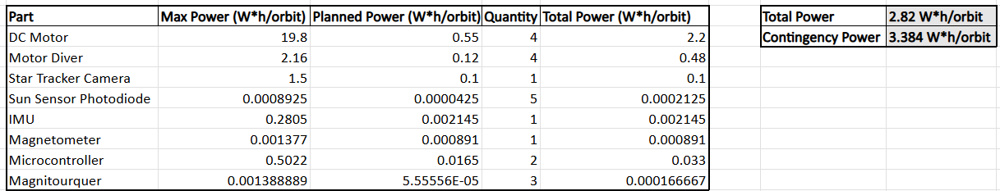 Part Max Power (W*h/orbit) Planned Power (W*h/orbit) Quantity Total Power (W*h/orbit) Total Power 2.82 W*h/orbit
DC Motor 19.8 0.55 4 2.2 Contingency Power 3.384 W*h/orbit
Motor Diver 2.16 0.12 4 0.48
Star Tracker Camera 1.5 0.1 1 0.1
Sun Sensor Photodiode 0.0008925 0.0000425 5 0.0002125
IMU 0.2805 0.002145 1 0.002145
Magnetometer 0.001377 0.000891 1 0.000891
Microcontroller 0.5022 0.0165 2 0.033
Magnitourquer 0.001388889 5.55556E-05 3 0.000166667